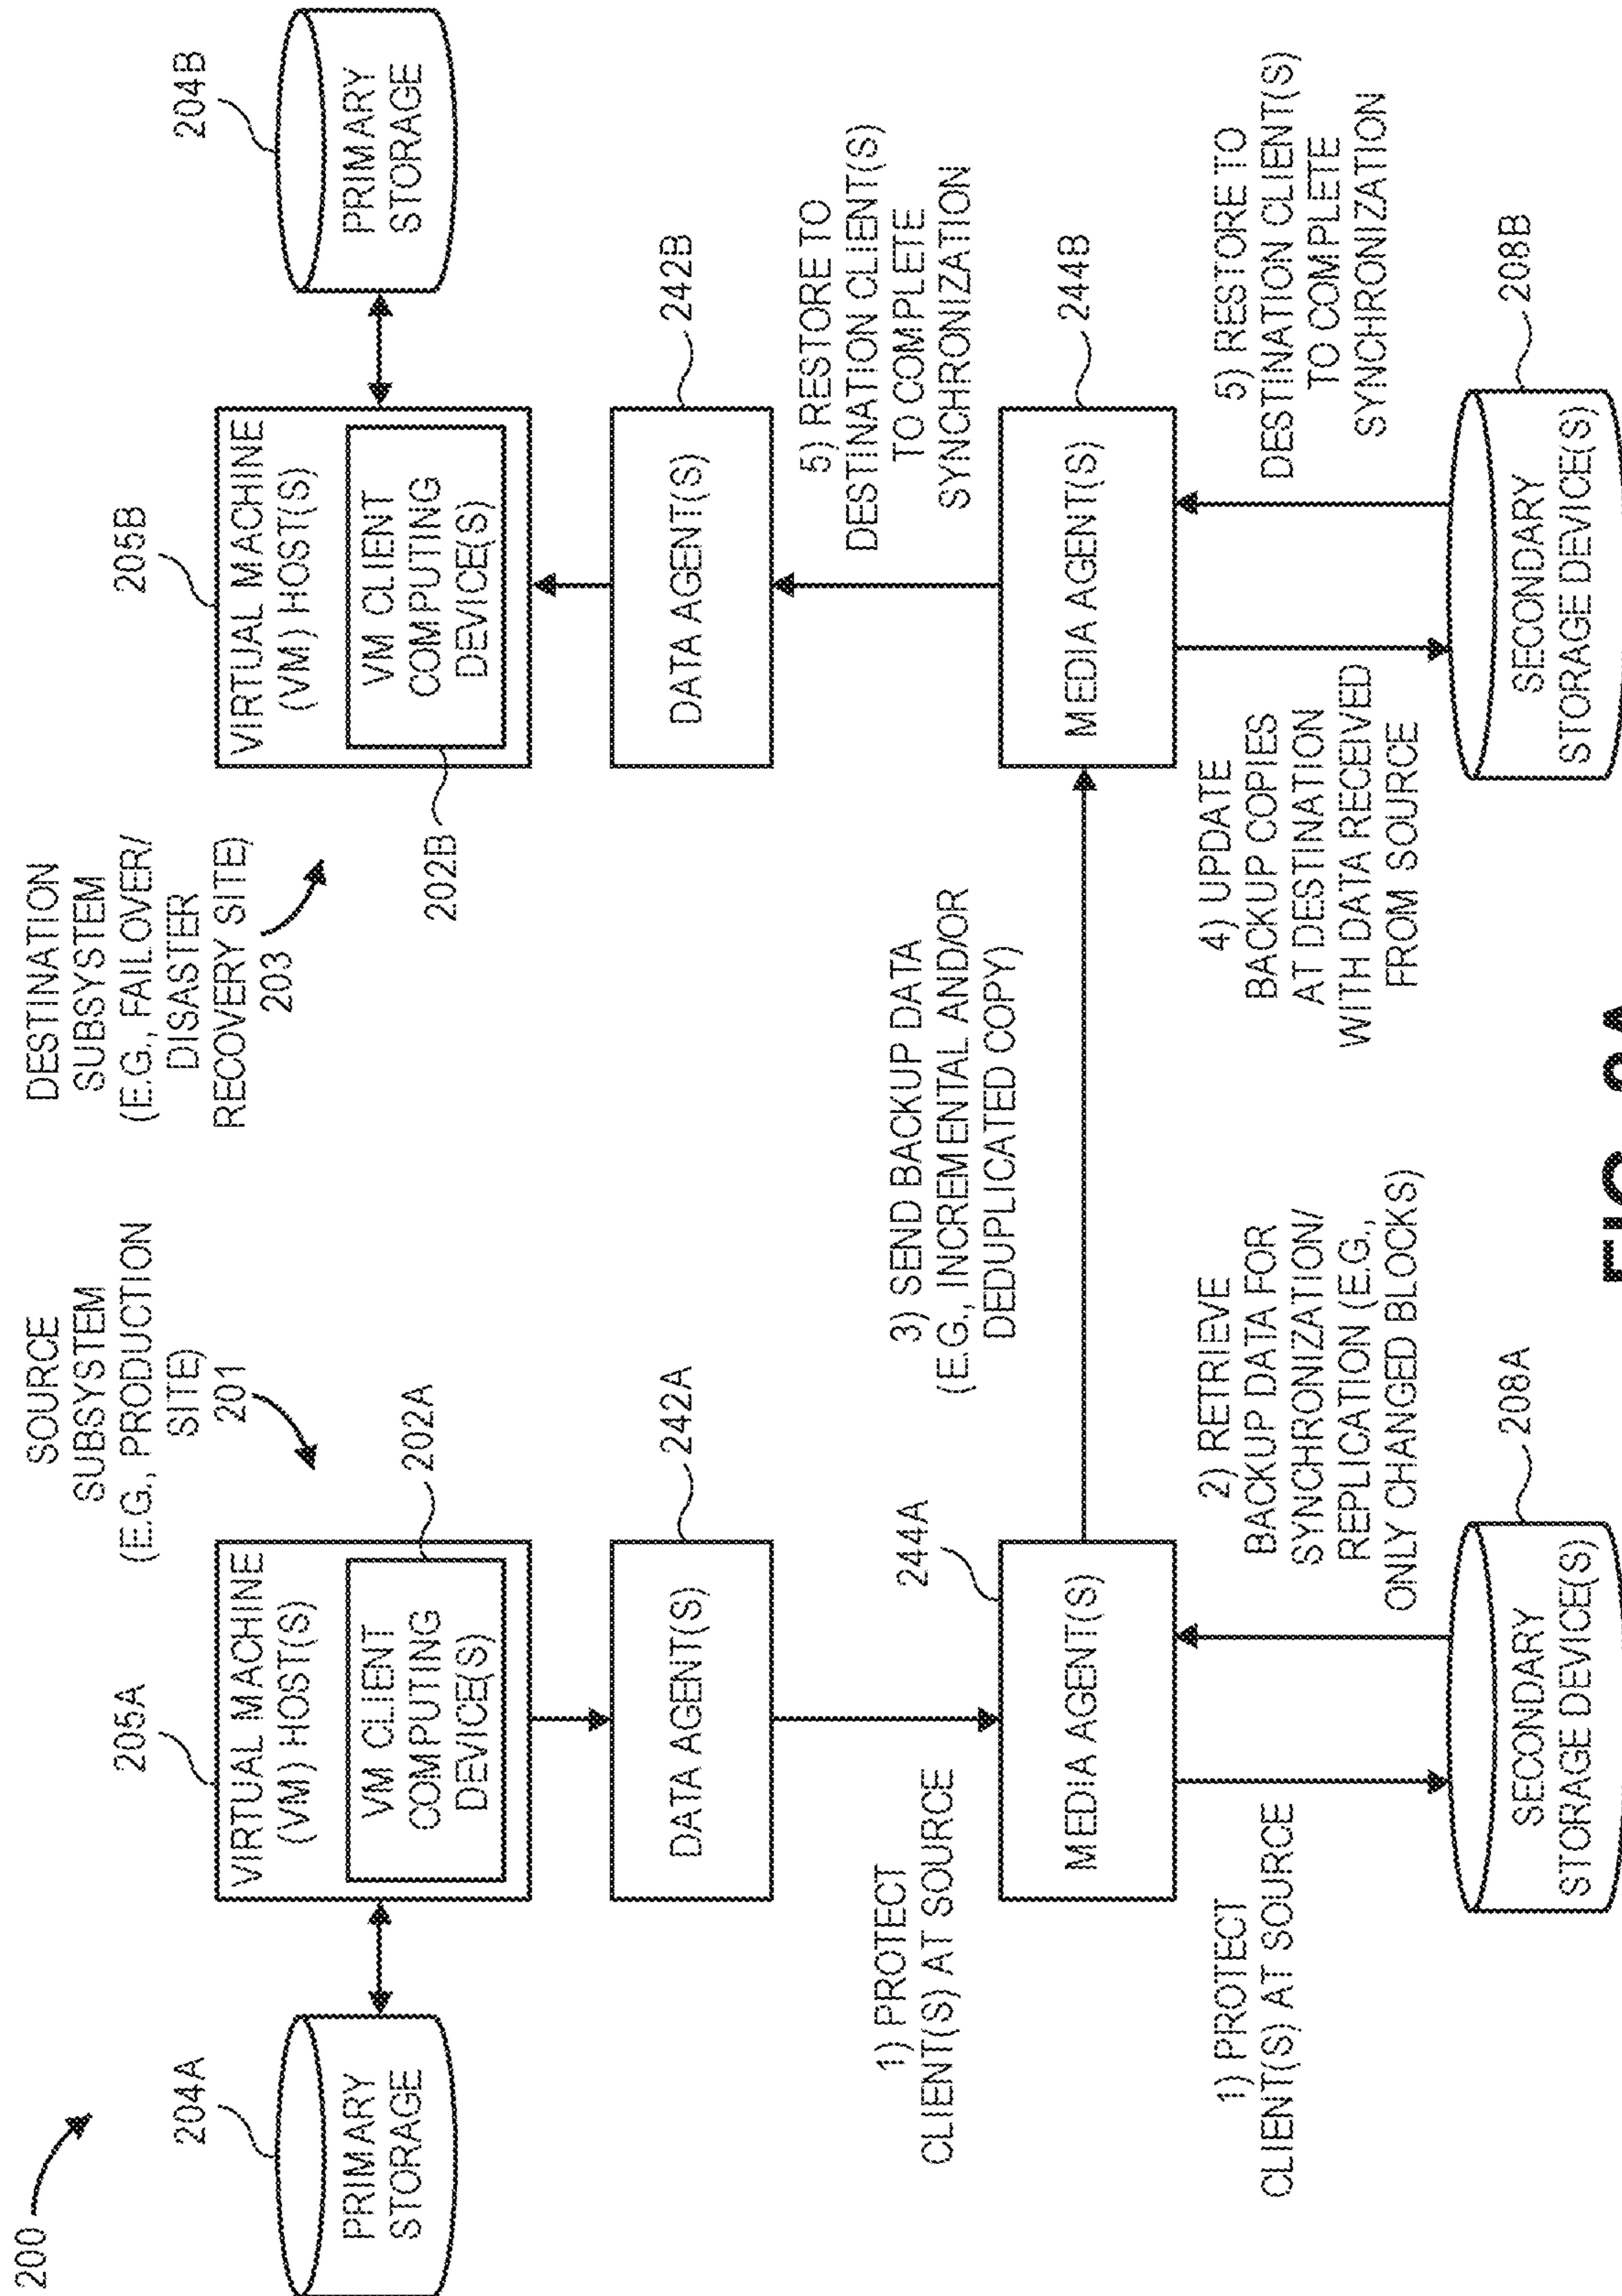 200
SOURCE
SUBSYSTEM
(E.G., PRODUCTION
SITE)
201
DESTINATION
SUBSYSTEM
(E.G., FAILOVER/
DISASTER
RECOVERY SITE)
203
204A
PRIMARY
STORAGE
205A
VIRTUAL MACHINE
(VM) HOST(S)
VM CLIENT
COMPUTING
DEVICE(S)
202A
205B
VIRTUAL MACHINE
(VM) HOST(S)
VM CLIENT
COMPUTING
DEVICE(S)
202B
204B
PRIMARY
STORAGE
DATA AGENT(S)
242A
DATA AGENT(S)
242B
1) PROTECT
CLIENT(S) AT SOURCE
3) SEND BACKUP DATA
(E.G., INCREMENTAL AND/OR
DEDUPLICATED COPY)
5) RESTORE TO
DESTINATION CLIENT(S)
TO COMPLETE
SYNCHRONIZATION
244A
MEDIA AGENT(S)
MEDIA AGENT(S)
244B
1) PROTECT
CLIENT(S) AT SOURCE
2) RETRIEVE
BACKUP DATA FOR
SYNCHRONIZATION/
REPLICATION (E.G.,
ONLY CHANGED BLOCKS)
4) UPDATE
BACKUP COPIES
AT DESTINATION
WITH DATA RECEIVED
FROM SOURCE
5) RESTORE TO
DESTINATION CLIENT(S)
TO COMPLETE
SYNCHRONIZATION
SECONDARY
STORAGE DEVICE(S)
208A
SECONDARY
STORAGE DEVICE(S)
208B
FIG.